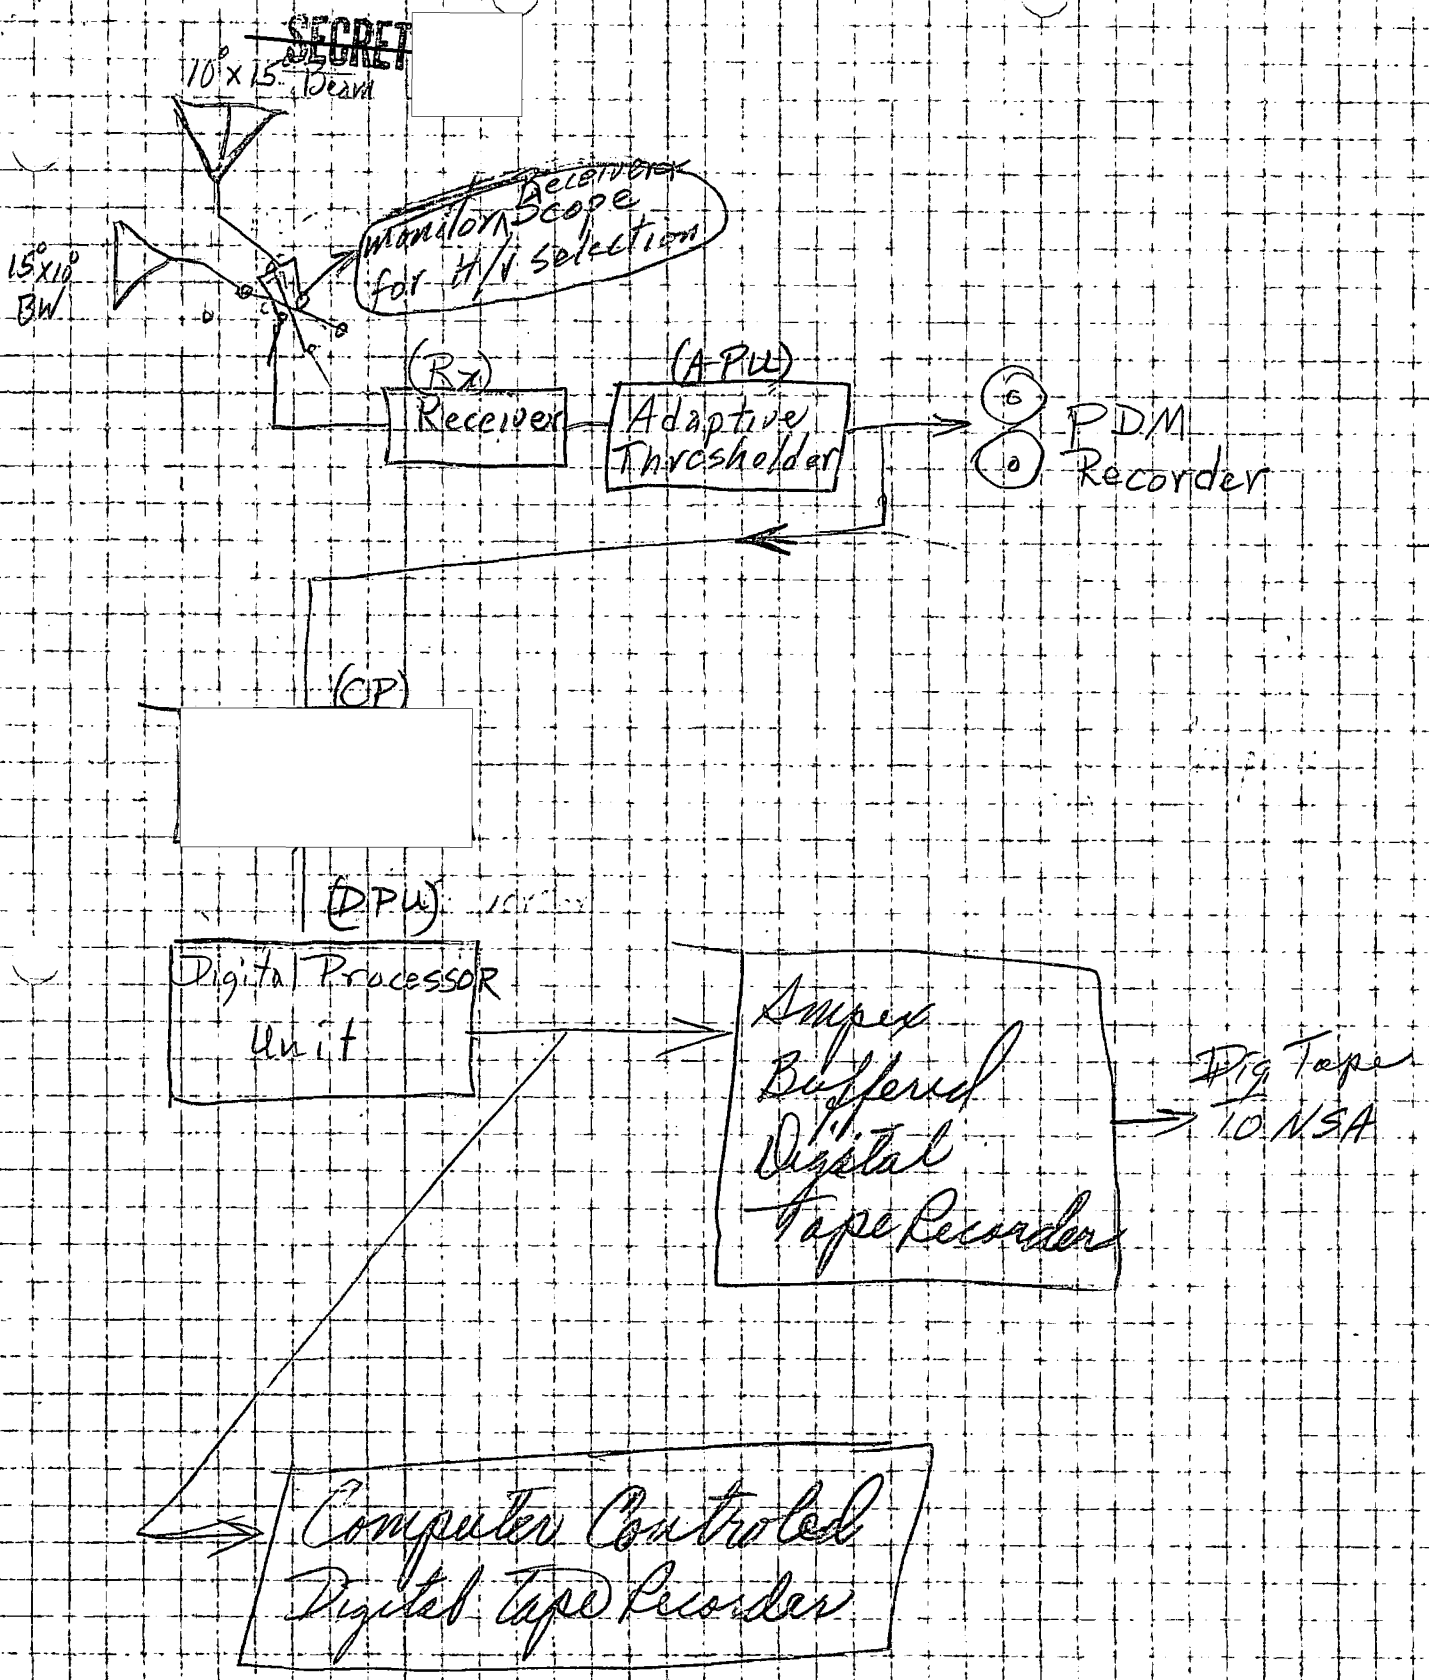 SECRET
10° x 15
Beam
Receiver
monitor Scope
for H/V selection
15°x10°
BW
(Rx)
Receiver
(APU)
Adaptive
Thresholder
PDM
Recorder
(CP)
(DPU)
Digital Processor
Unit
Ampex
Buffered
Digital
Tape Recorder
Dig Tape
TO NSA
Computer Controled
Digital Tape Recorder